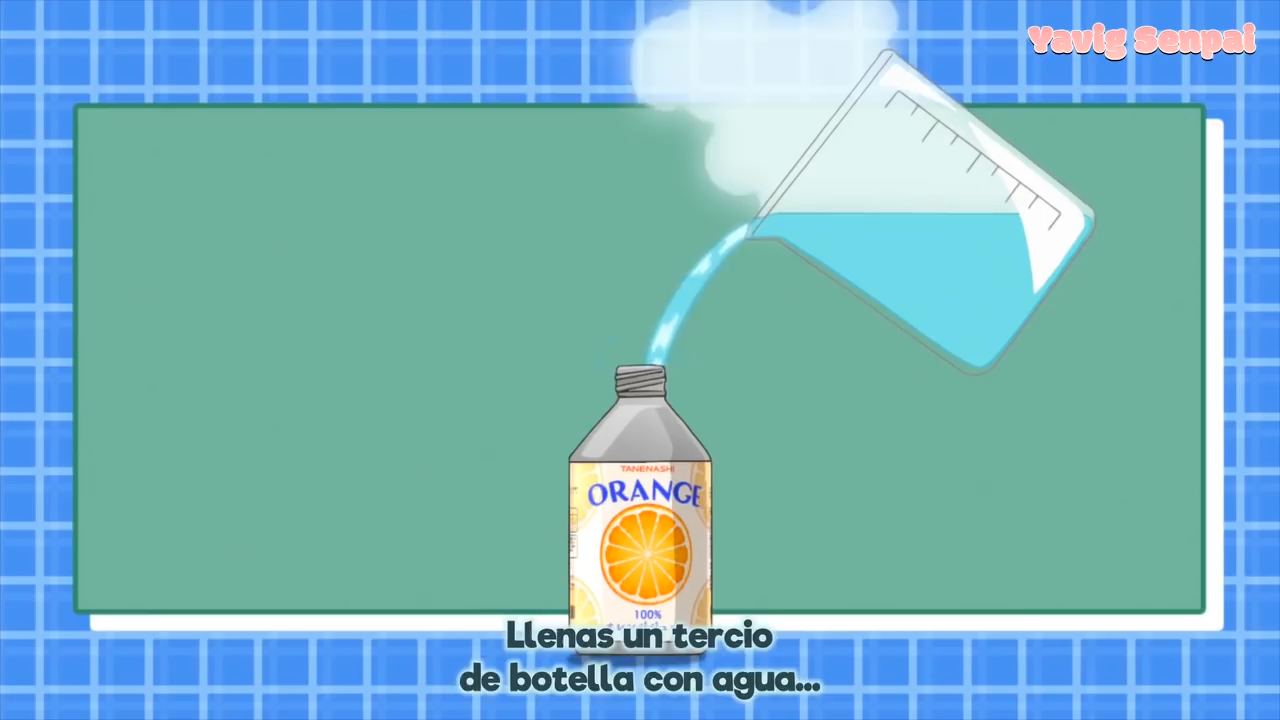 Yavig Senpai
TANENASHI
ORANGE
100%
Llenas un tercio
de botella con agua...